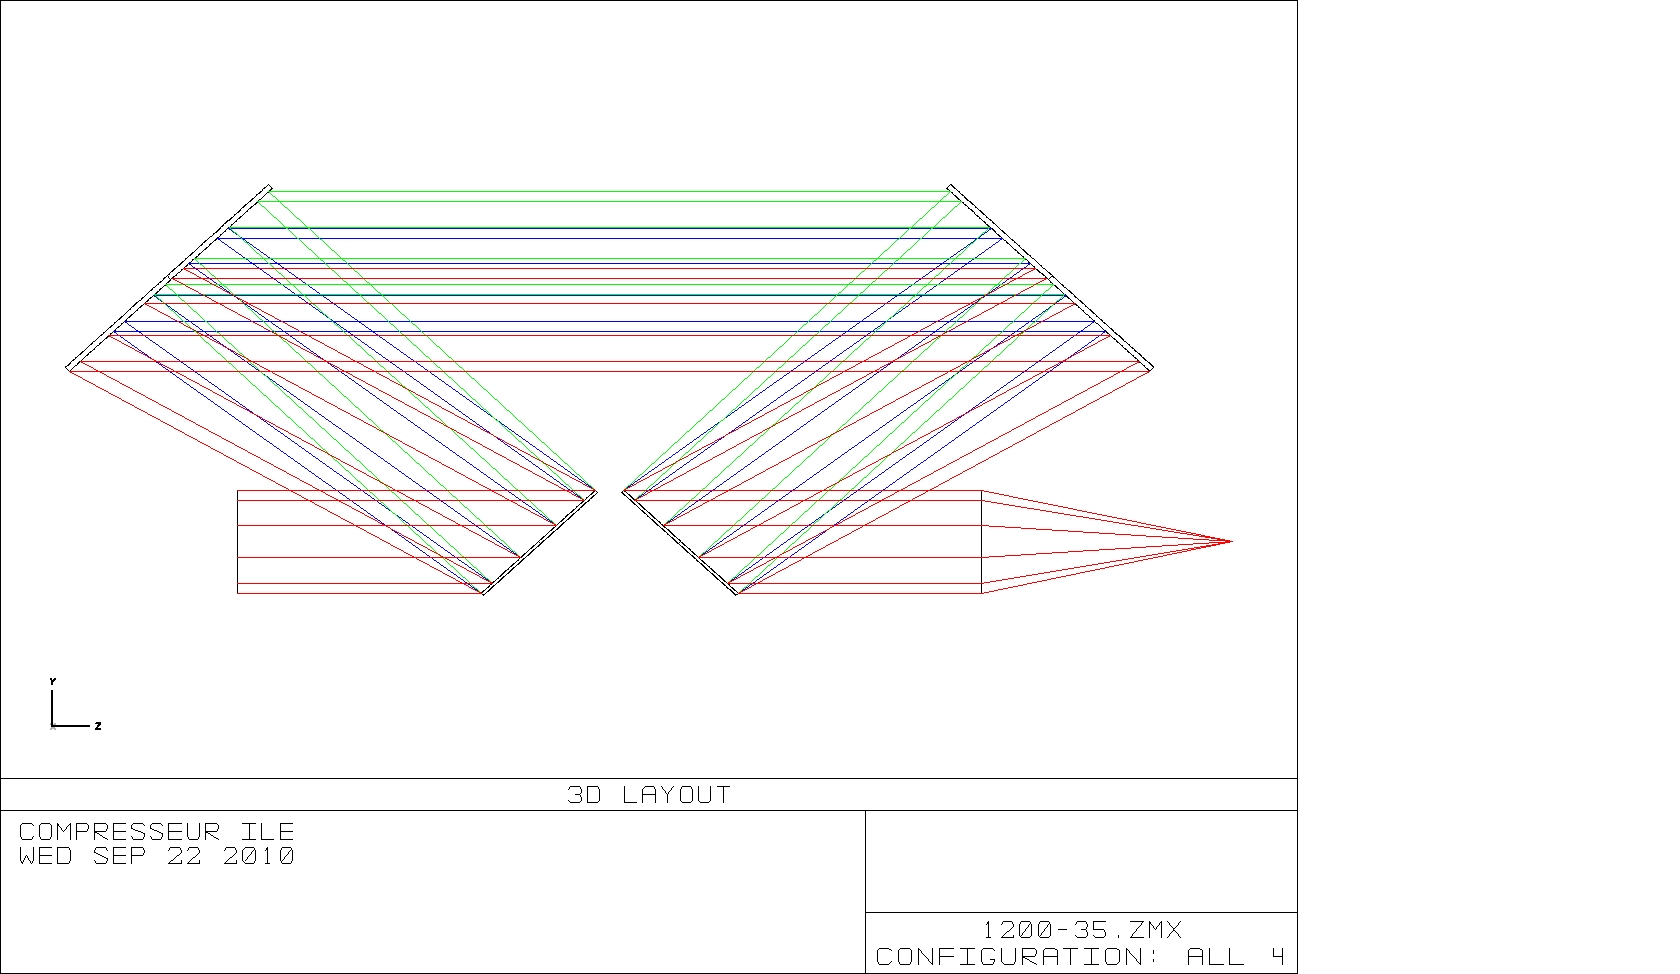 Y
Z
3D LAYOUT
COMPRESSEUR ILE
WED SEP 22 2010
1200-35.ZMX
CONFIGURATION: ALL 4